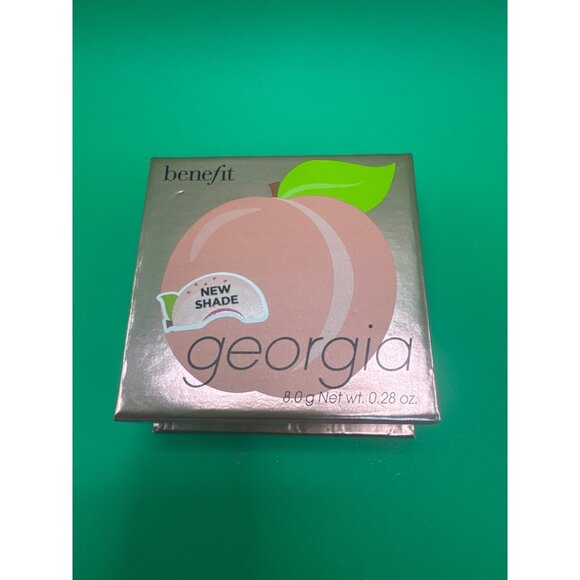 benefit
NEW
SHADE
georgia
8.0 g Net wt. 0.28 oz.